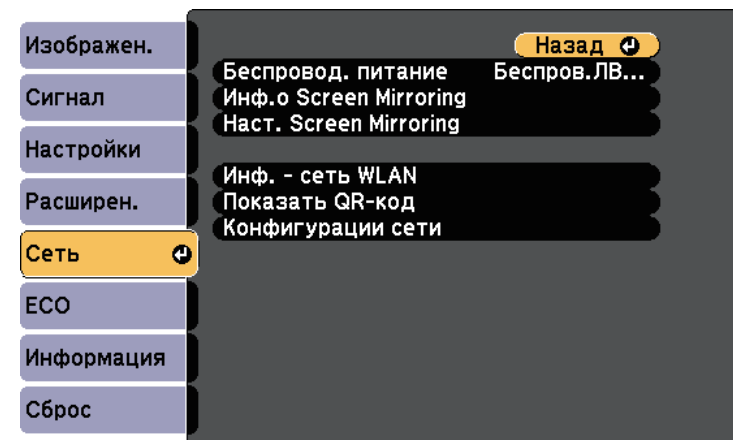 Изображен.
Сигнал
Настройки
Расширен.
Сеть
ECO
Информация
Сброс
Назад
Беспровод. питание Беспров.ЛВ...
Инф.о Screen Mirroring
Наст. Screen Mirroring
Инф. - сеть WLAN
Показать QR-код
Конфигурации сети